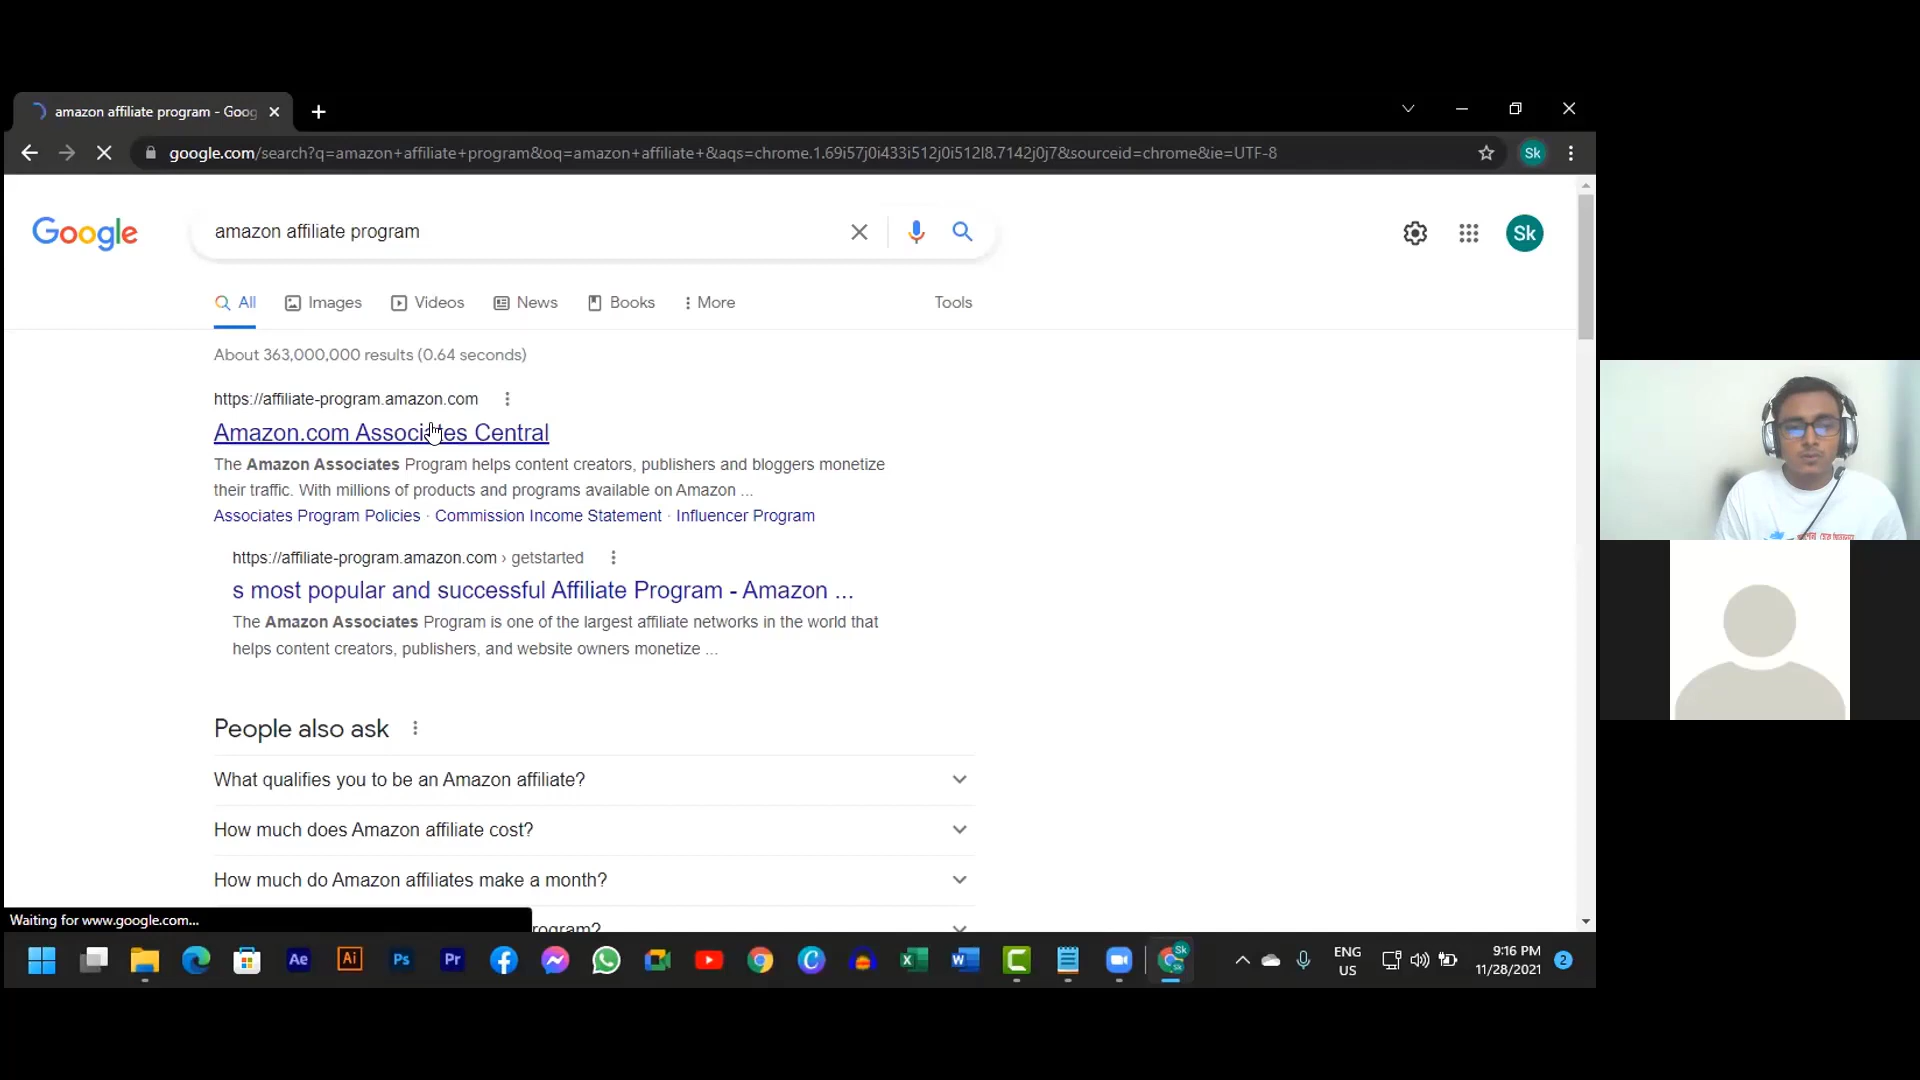 amazon affiliate program - Goog
google.com/search?q=amazon+affiliate+program&oq=amazon+affiliate+&aqs=chrome.1.69i57j0i433i512j0i512l8.7142j0j7&sourceid=chrome&ie=UTF-8
Sk
Google
amazon affiliate program
Sk
All
Images
Videos
News
Books
More
Tools
About 363,000,000 results (0.64 seconds)
https://affiliate-program.amazon.com
Amazon.com Associates Central
The Amazon Associates Program helps content creators, publishers and bloggers monetize
their traffic. With millions of products and programs available on Amazon ...
Associates Program Policies · Commission Income Statement · Influencer Program
https://affiliate-program.amazon.com › getstarted
s most popular and successful Affiliate Program - Amazon ...
The Amazon Associates Program is one of the largest affiliate networks in the world that
helps content creators, publishers, and website owners monetize ...
People also ask
What qualifies you to be an Amazon affiliate?
How much does Amazon affiliate cost?
How much do Amazon affiliates make a month?
rogram?
Waiting for www.google.com...
Ae
Ai
Ps
Pr
ENG
US
9:16 PM
11/28/2021
2